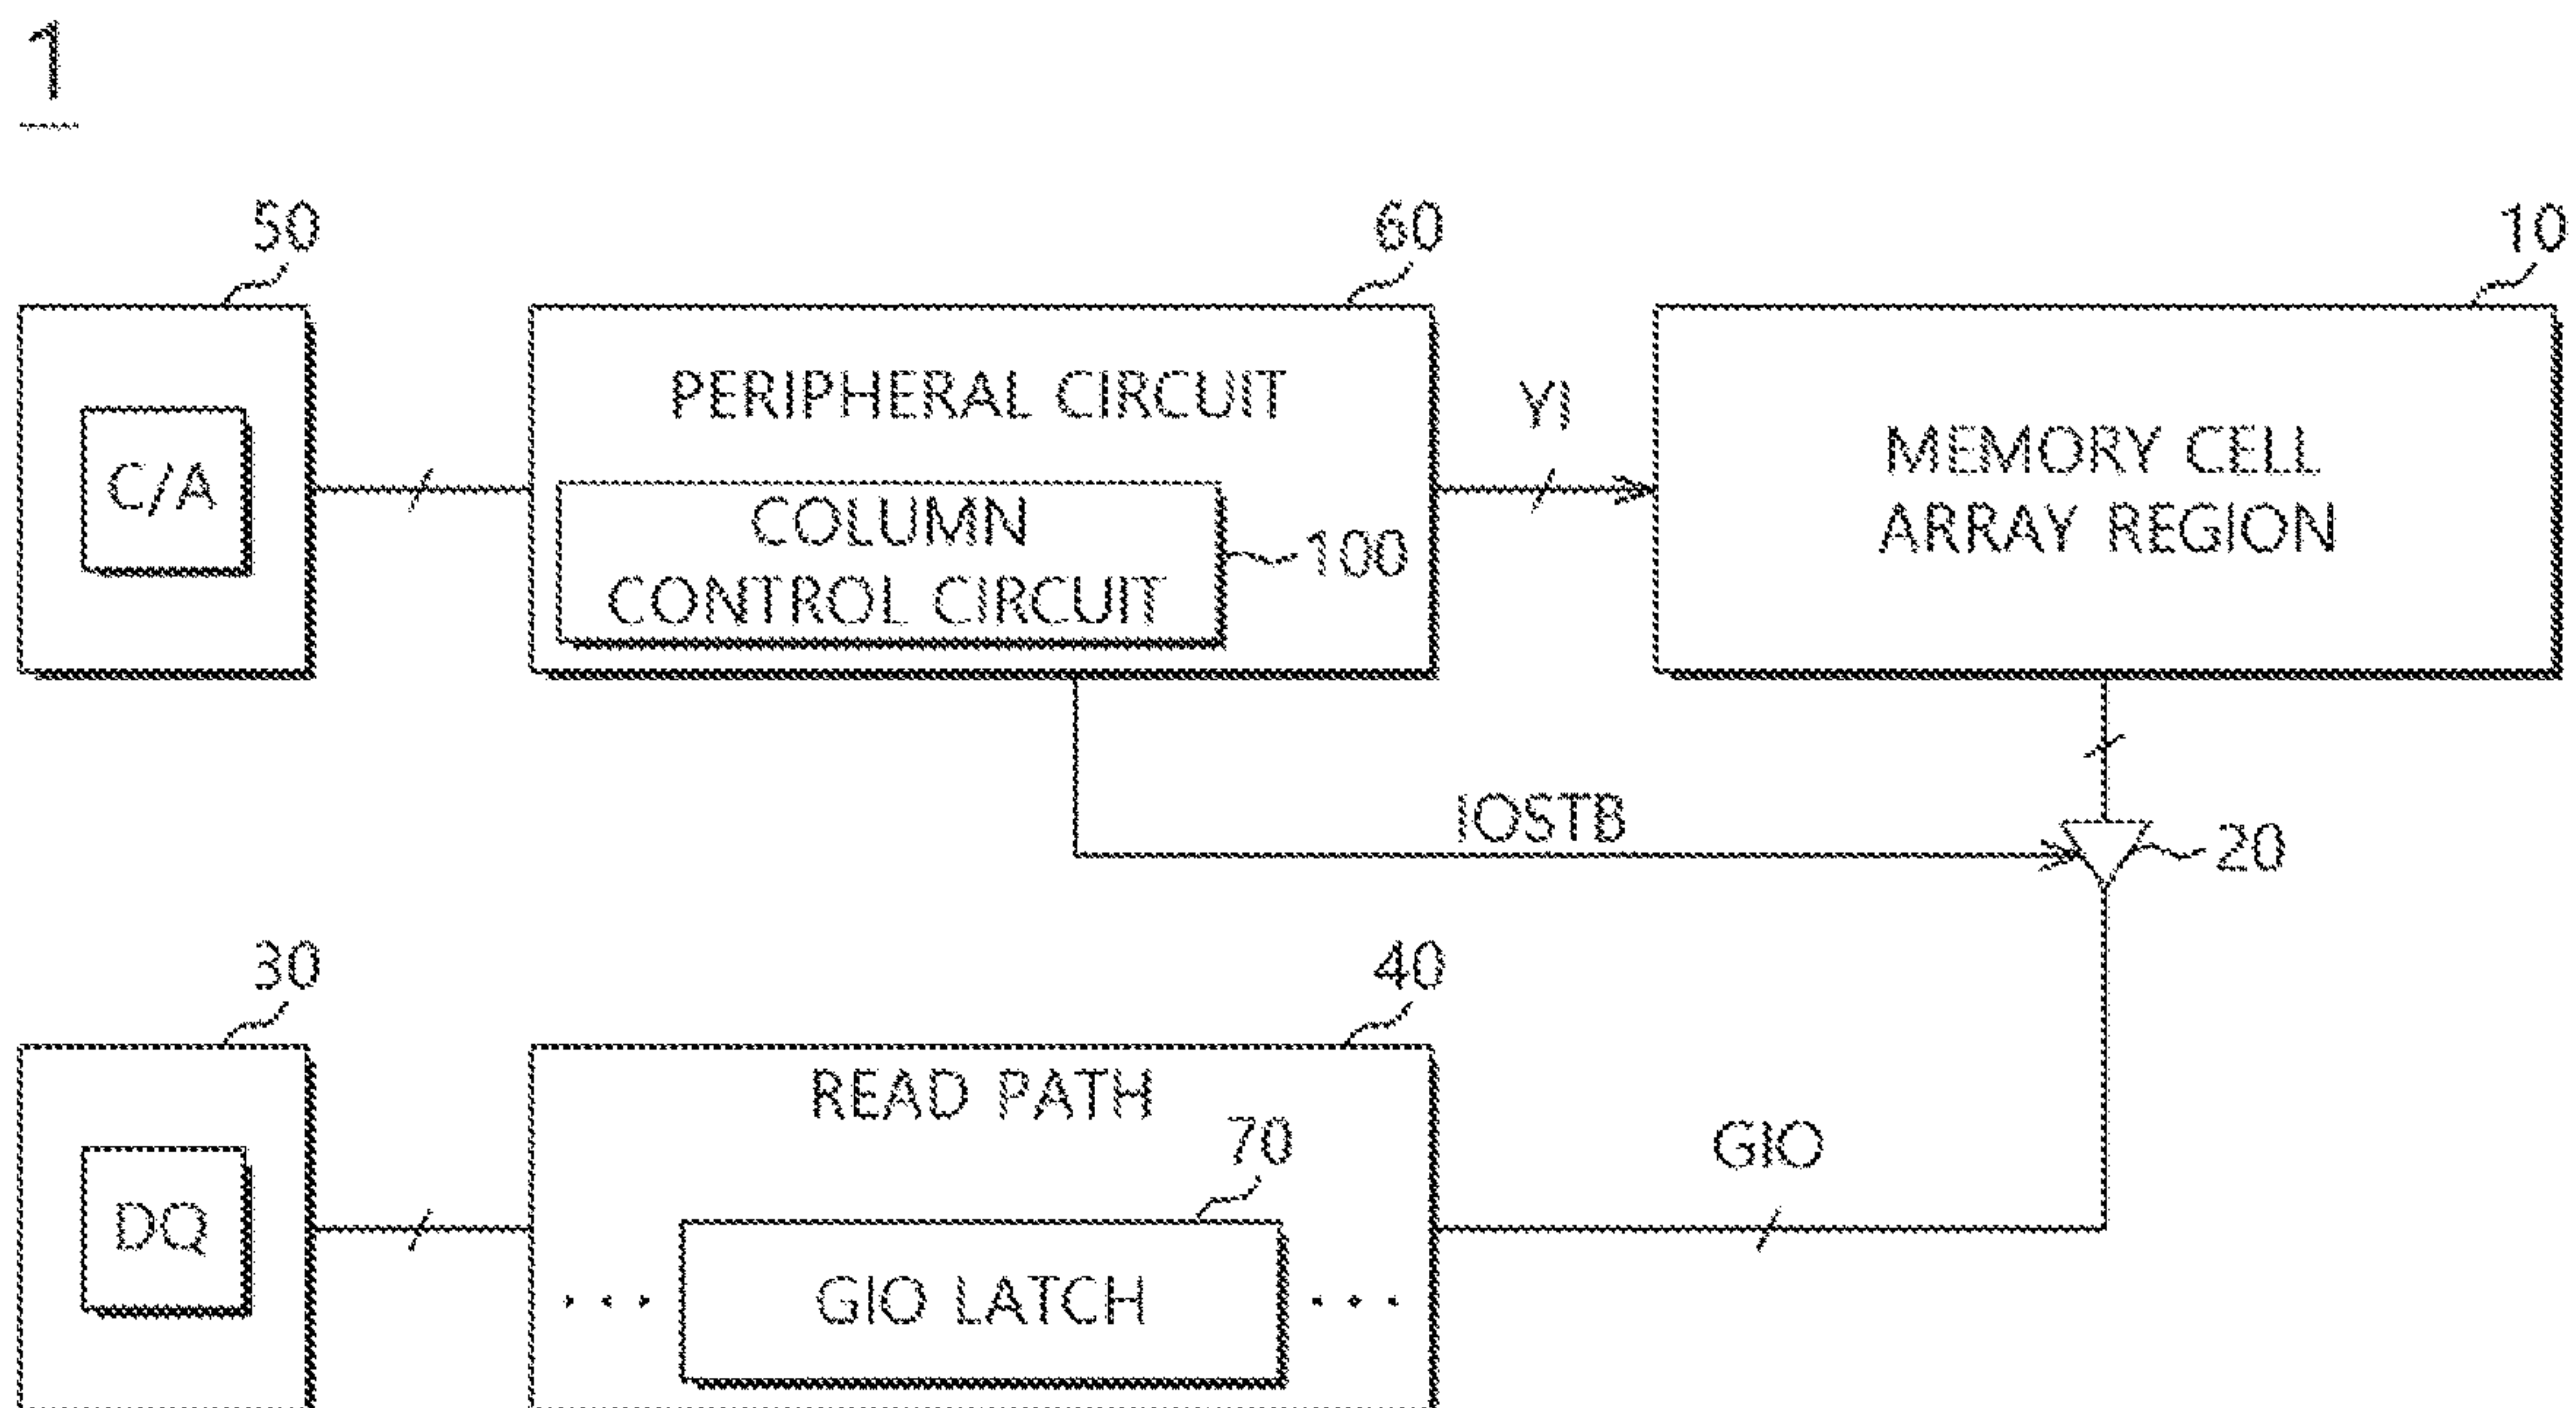 1
50
60
10
C/A
PERIPHERAL CIRCUIT
COLUMN
CONTROL CIRCUIT
100
YI
MEMORY CELL
ARRAY REGION
IOSTB
20
30
40
DQ
READ PATH
70
GIO LATCH
GIO